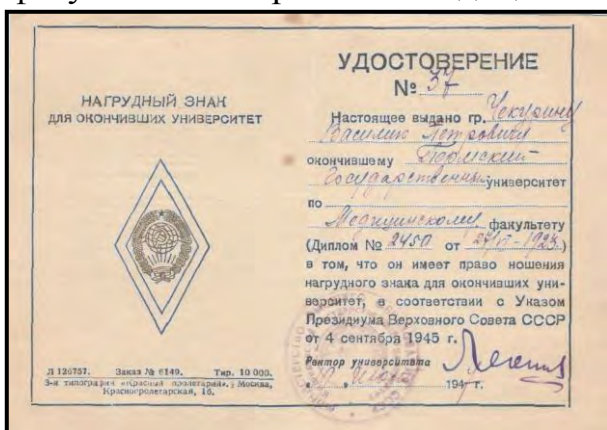 НАГРУДНЫЙ ЗНАК
ДЛЯ ОКОНЧИВШИХ УНИВЕРСИТЕТ
Л 126757. Заказ № 6149. Тир. 10 000.
3-я типография «Красный пролетарий». Москва,
Краснопролетарская, 16.
УДОСТОВЕРЕНИЕ
№ 37
Настоящее выдано гр. Чекурину
Василию Петровичу
окончившему Пермский
Государственный университет
по
Медицинскому факультету
(Диплом № 2450 от 1923.)
в том, что он имеет право ношения
нагрудного знака для окончивших уни-
верситет, в соответствии с Указом
Президиума Верховного Совета СССР
от 4 сентября 1945 г.
Ректор университета
194 г.